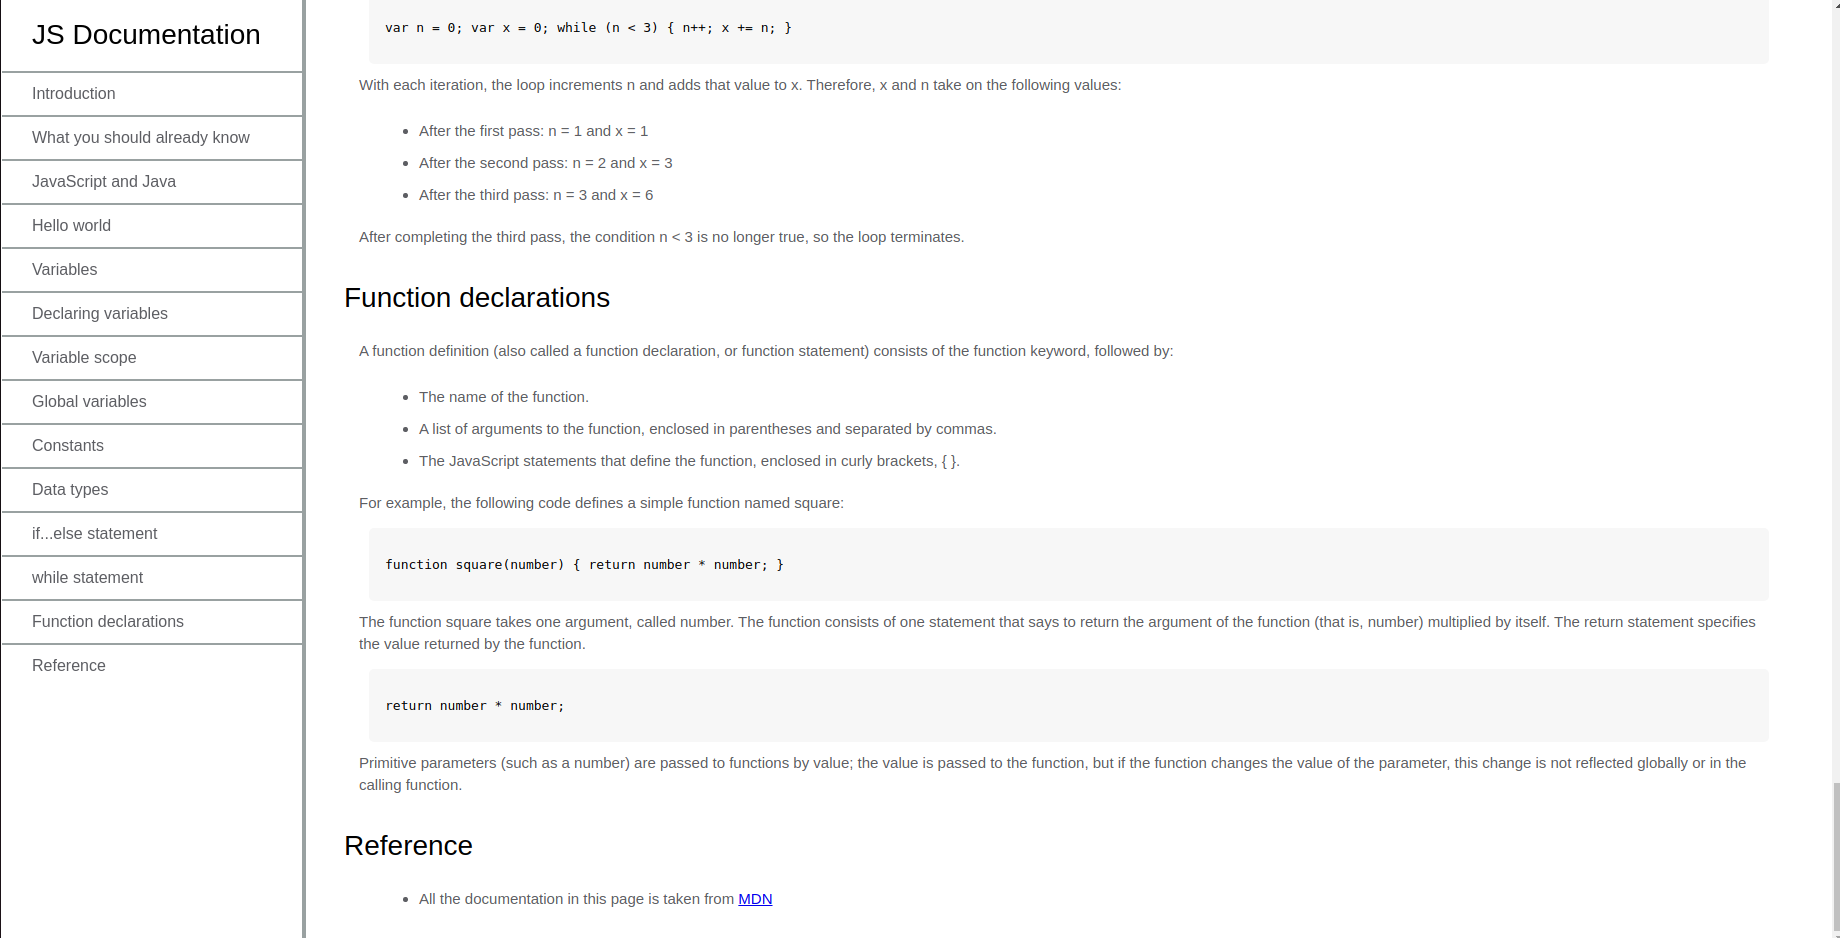 JS Documentation
Introduction
What you should already know
JavaScript and Java
Hello world
Variables
Declaring variables
Variable scope
Global variables
Constants
Data types
if...else statement
while statement
Function declarations
Reference
var n = 0; var x = 0; while (n < 3) { n++; x += n; }
With each iteration, the loop increments n and adds that value to x. Therefore, x and n take on the following values:
After the first pass: n = 1 and x = 1
After the second pass: n = 2 and x = 3
After the third pass: n = 3 and x = 6
After completing the third pass, the condition n < 3 is no longer true, so the loop terminates.
Function declarations
A function definition (also called a function declaration, or function statement) consists of the function keyword, followed by:
The name of the function.
A list of arguments to the function, enclosed in parentheses and separated by commas.
The JavaScript statements that define the function, enclosed in curly brackets, { }.
For example, the following code defines a simple function named square:
function square(number) { return number * number; }
The function square takes one argument, called number. The function consists of one statement that says to return the argument of the function (that is, number) multiplied by itself. The return statement specifies
the value returned by the function.
return number * number;
Primitive parameters (such as a number) are passed to functions by value; the value is passed to the function, but if the function changes the value of the parameter, this change is not reflected globally or in the
calling function.
Reference
All the documentation in this page is taken from MDN